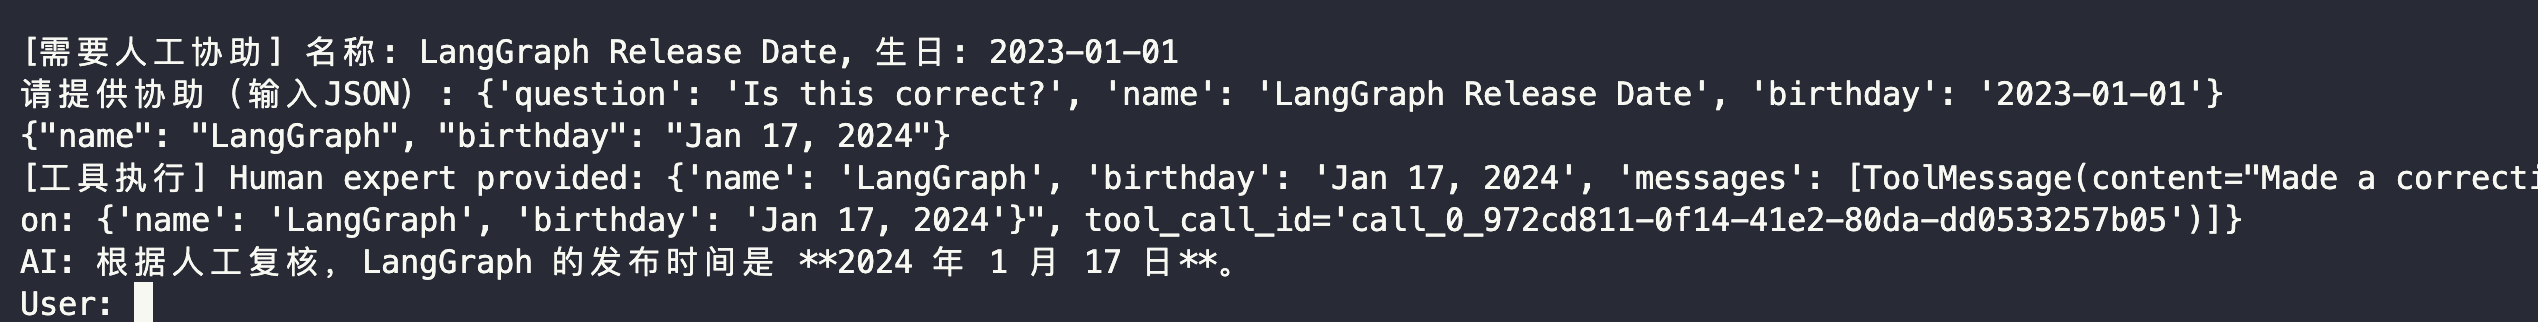 [需要人工协助] 名称: LangGraph Release Date, 生日: 2023-01-01
请提供协助（输入JSON）: {'question': 'Is this correct?', 'name': 'LangGraph Release Date', 'birthday': '2023-01-01'}
{"name": "LangGraph", "birthday": "Jan 17, 2024"}
[工具执行] Human expert provided: {'name': 'LangGraph', 'birthday': 'Jan 17, 2024', 'messages': [ToolMessage(content="Made a correcti
on: {'name': 'LangGraph', 'birthday': 'Jan 17, 2024'}", tool_call_id='call_0_972cd811-0f14-41e2-80da-dd0533257b05')]}
AI: 根据人工复核，LangGraph 的发布时间是 **2024 年 1 月 17 日**。
User: